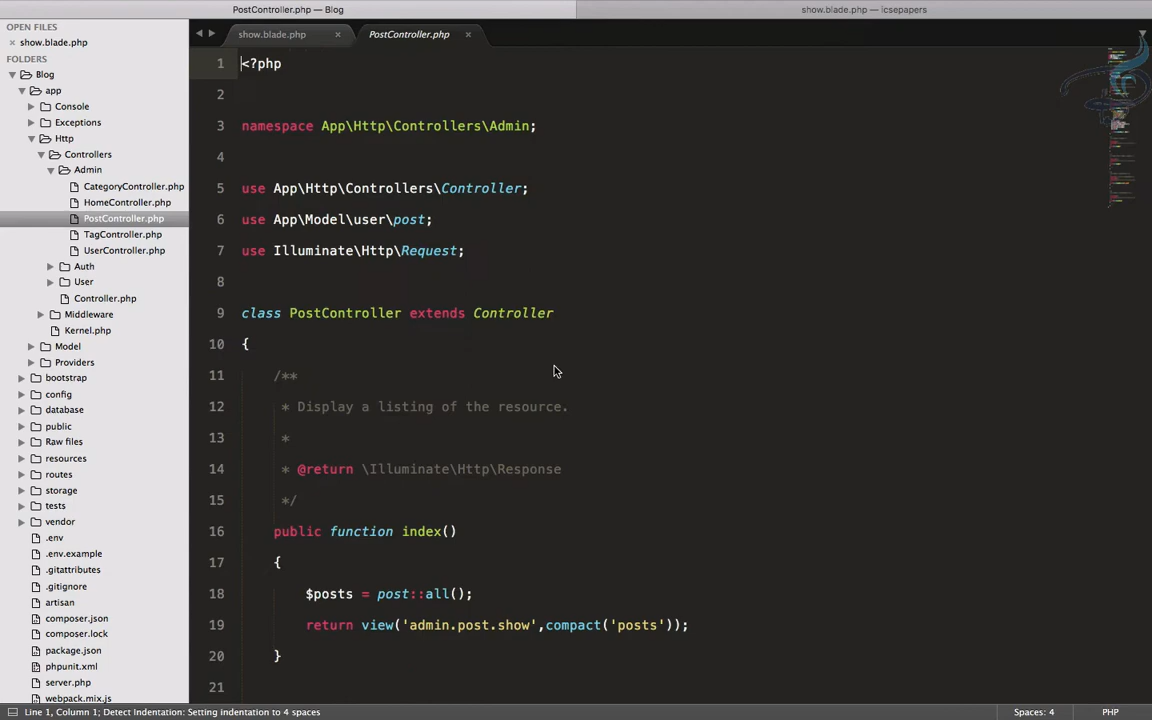 PostController.php — Blog
show.blade.php — icsepapers
OPEN FILES
× show.blade.php
FOLDERS
Blog
app
Console
Exceptions
Http
Controllers
Admin
CategoryController.php
HomeController.php
PostController.php
TagController.php
UserController.php
Auth
User
Controller.php
Middleware
Kernel.php
Model
Providers
bootstrap
config
database
public
Raw files
resources
routes
storage
tests
vendor
.env
.env.example
.gitattributes
.gitignore
artisan
composer.json
composer.lock
package.json
phpunit.xml
server.php
webpack.mix.js
show.blade.php ×
PostController.php ×
1 <?php
2
3 namespace App\Http\Controllers\Admin;
4
5 use App\Http\Controllers\Controller;
6 use App\Model\user\post;
7 use Illuminate\Http\Request;
8
9 class PostController extends Controller
10 {
11 /**
12 * Display a listing of the resource.
13 *
14 * @return \Illuminate\Http\Response
15 */
16 public function index()
17 {
18 $posts = post::all();
19 return view('admin.post.show',compact('posts'));
20 }
21
Line 1, Column 1; Detect Indentation: Setting indentation to 4 spaces
Spaces: 4
PHP